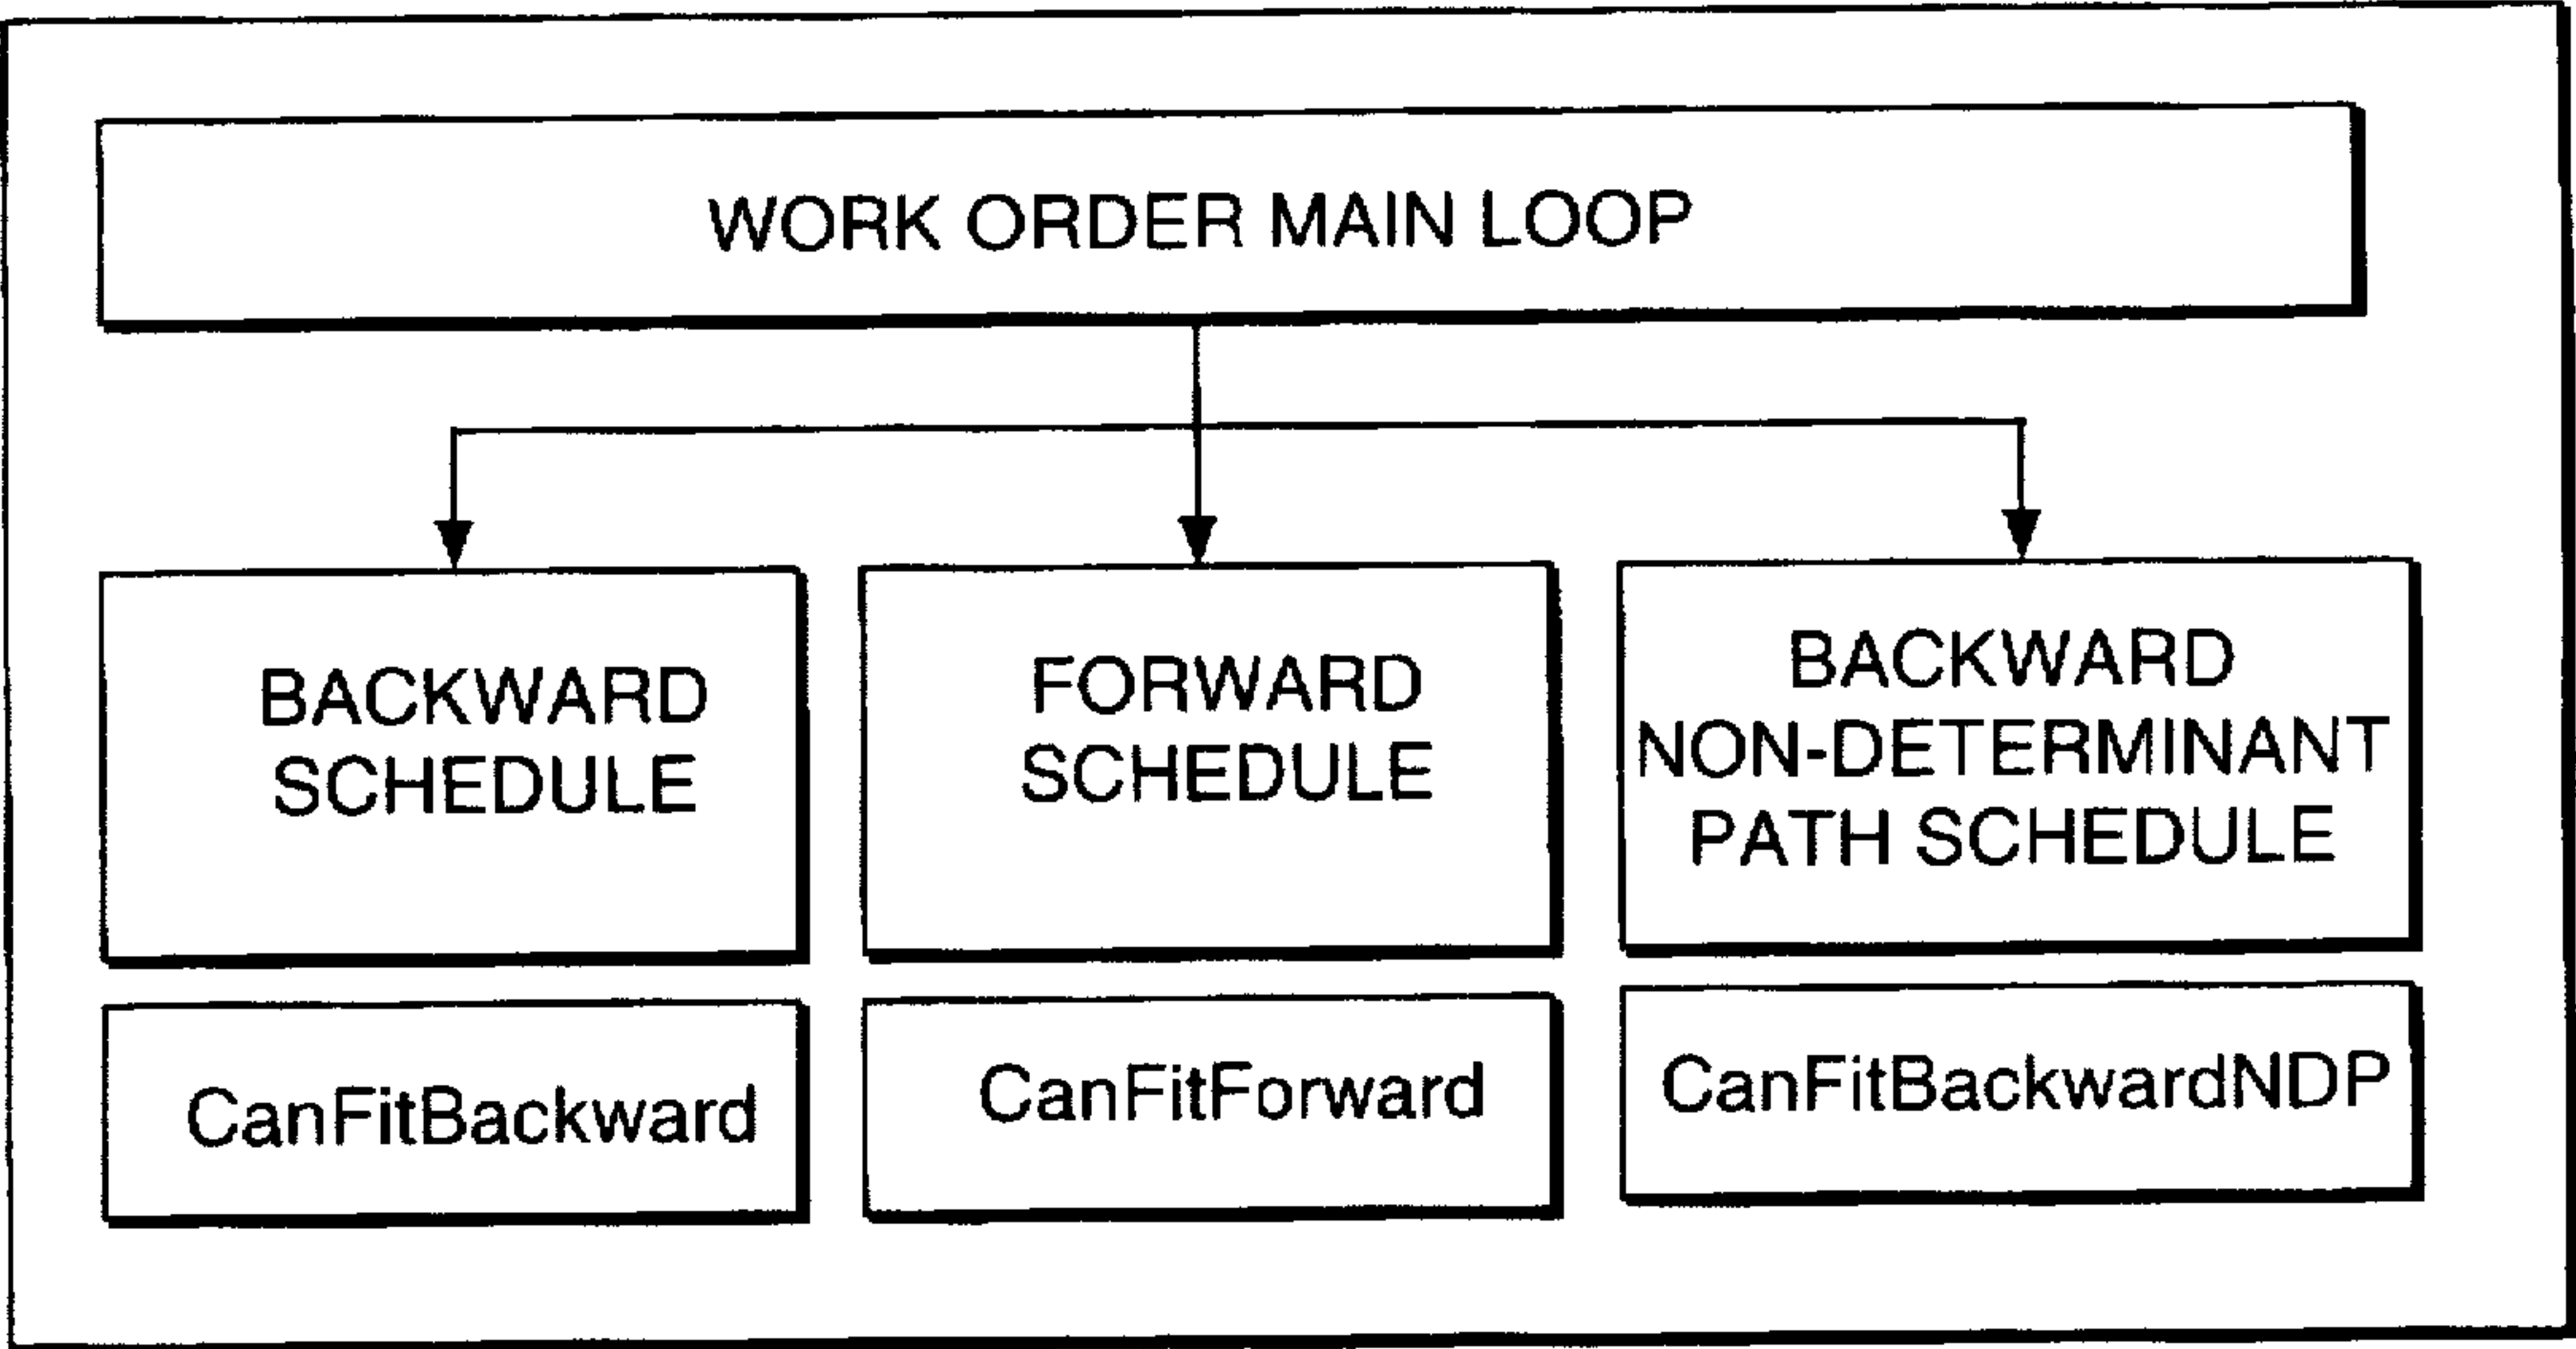 WORK ORDER MAIN LOOP
BACKWARD
SCHEDULE
FORWARD
SCHEDULE
BACKWARD
NON-DETERMINANT
PATH SCHEDULE
CanFitBackward
CanFitForward
CanFitBackwardNDP